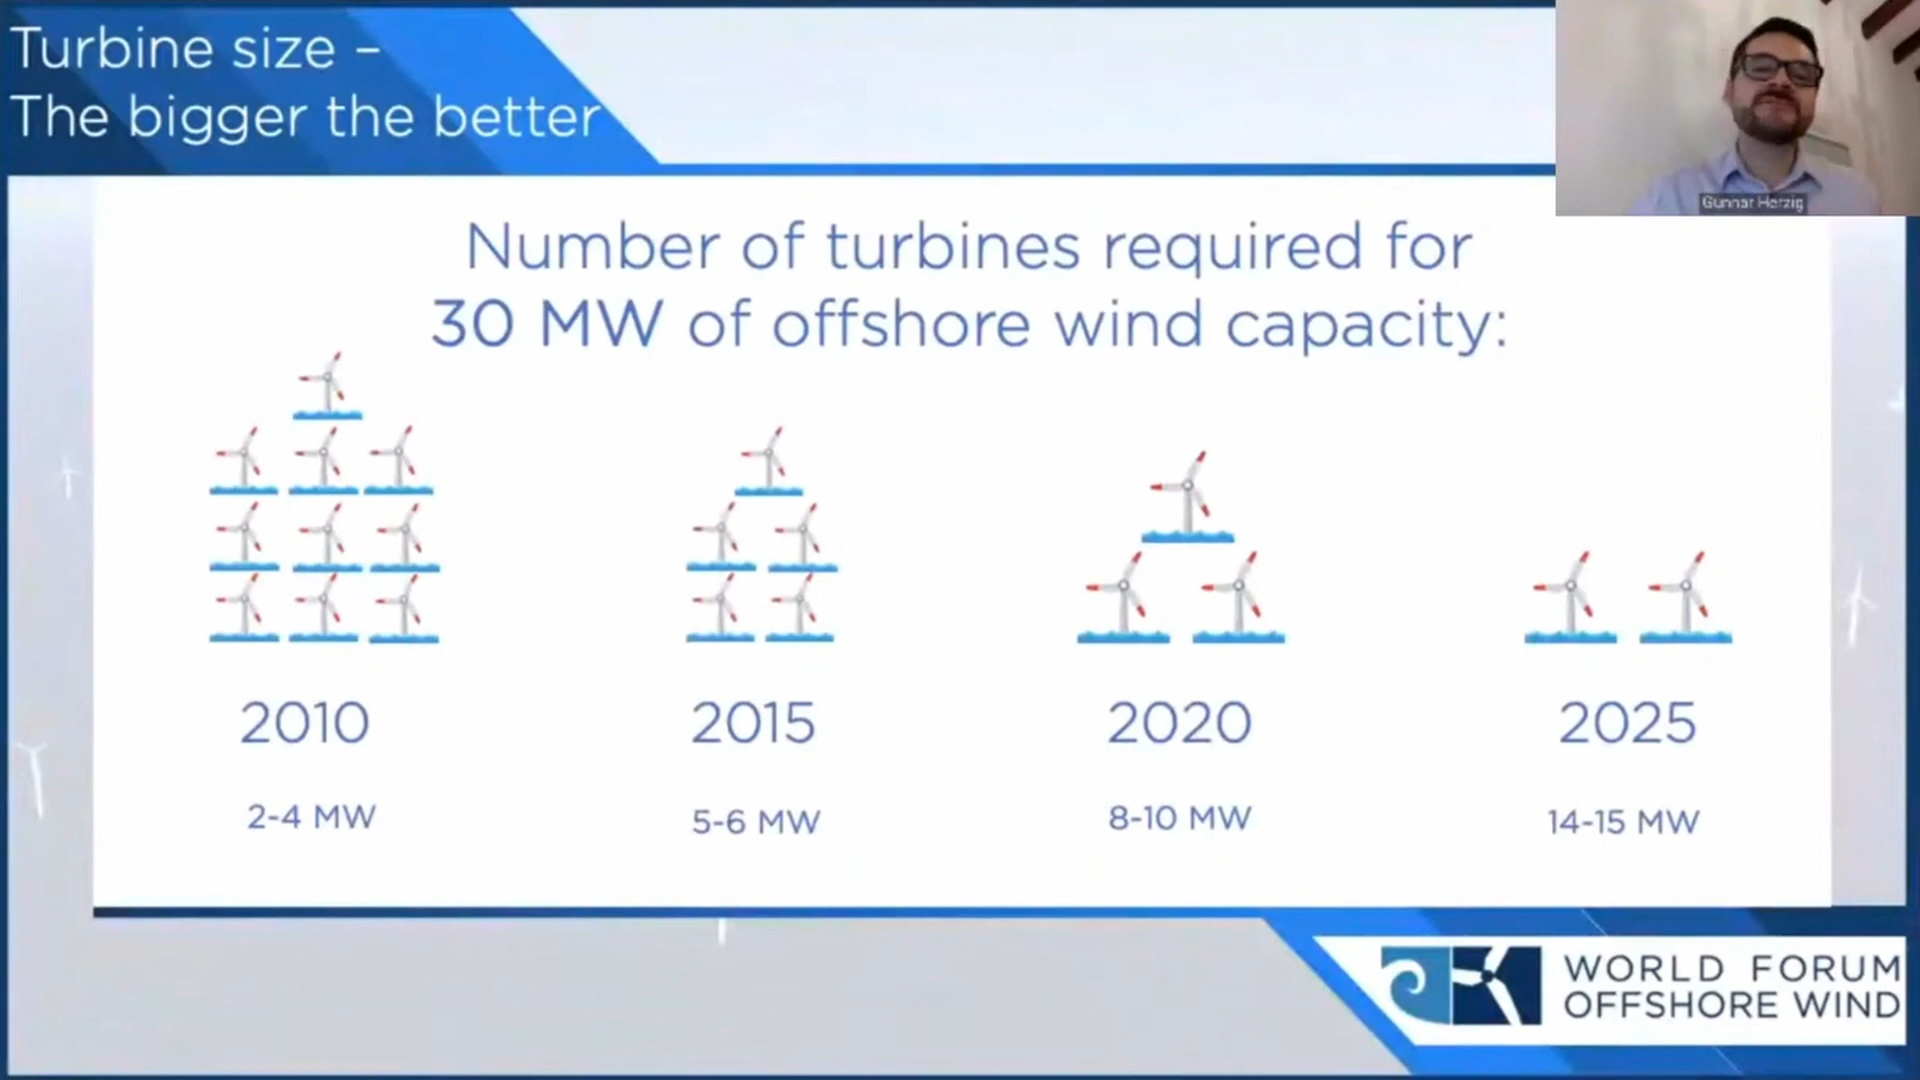 Turbine size –
The bigger the better
Gunnar Herzig
Number of turbines required for
30 MW of offshore wind capacity:
2010
2015
2020
2025
2-4 MW
5-6 MW
8-10 MW
14-15 MW
WORLD FORUM
OFFSHORE WIND